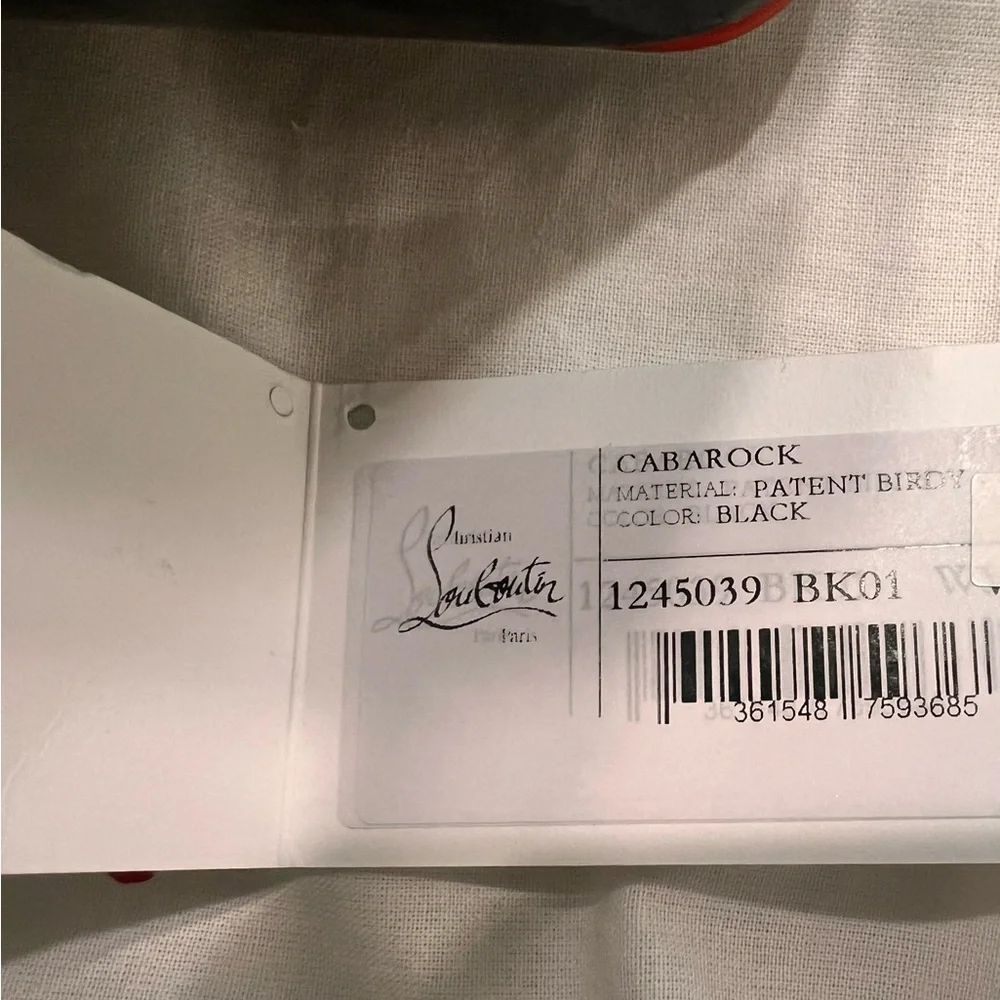 Christian
Louboutin
Paris
CABAROCK
MATERIAL: PATENT BIRDY
COLOR: BLACK
1245039 BK01
361548 7593685